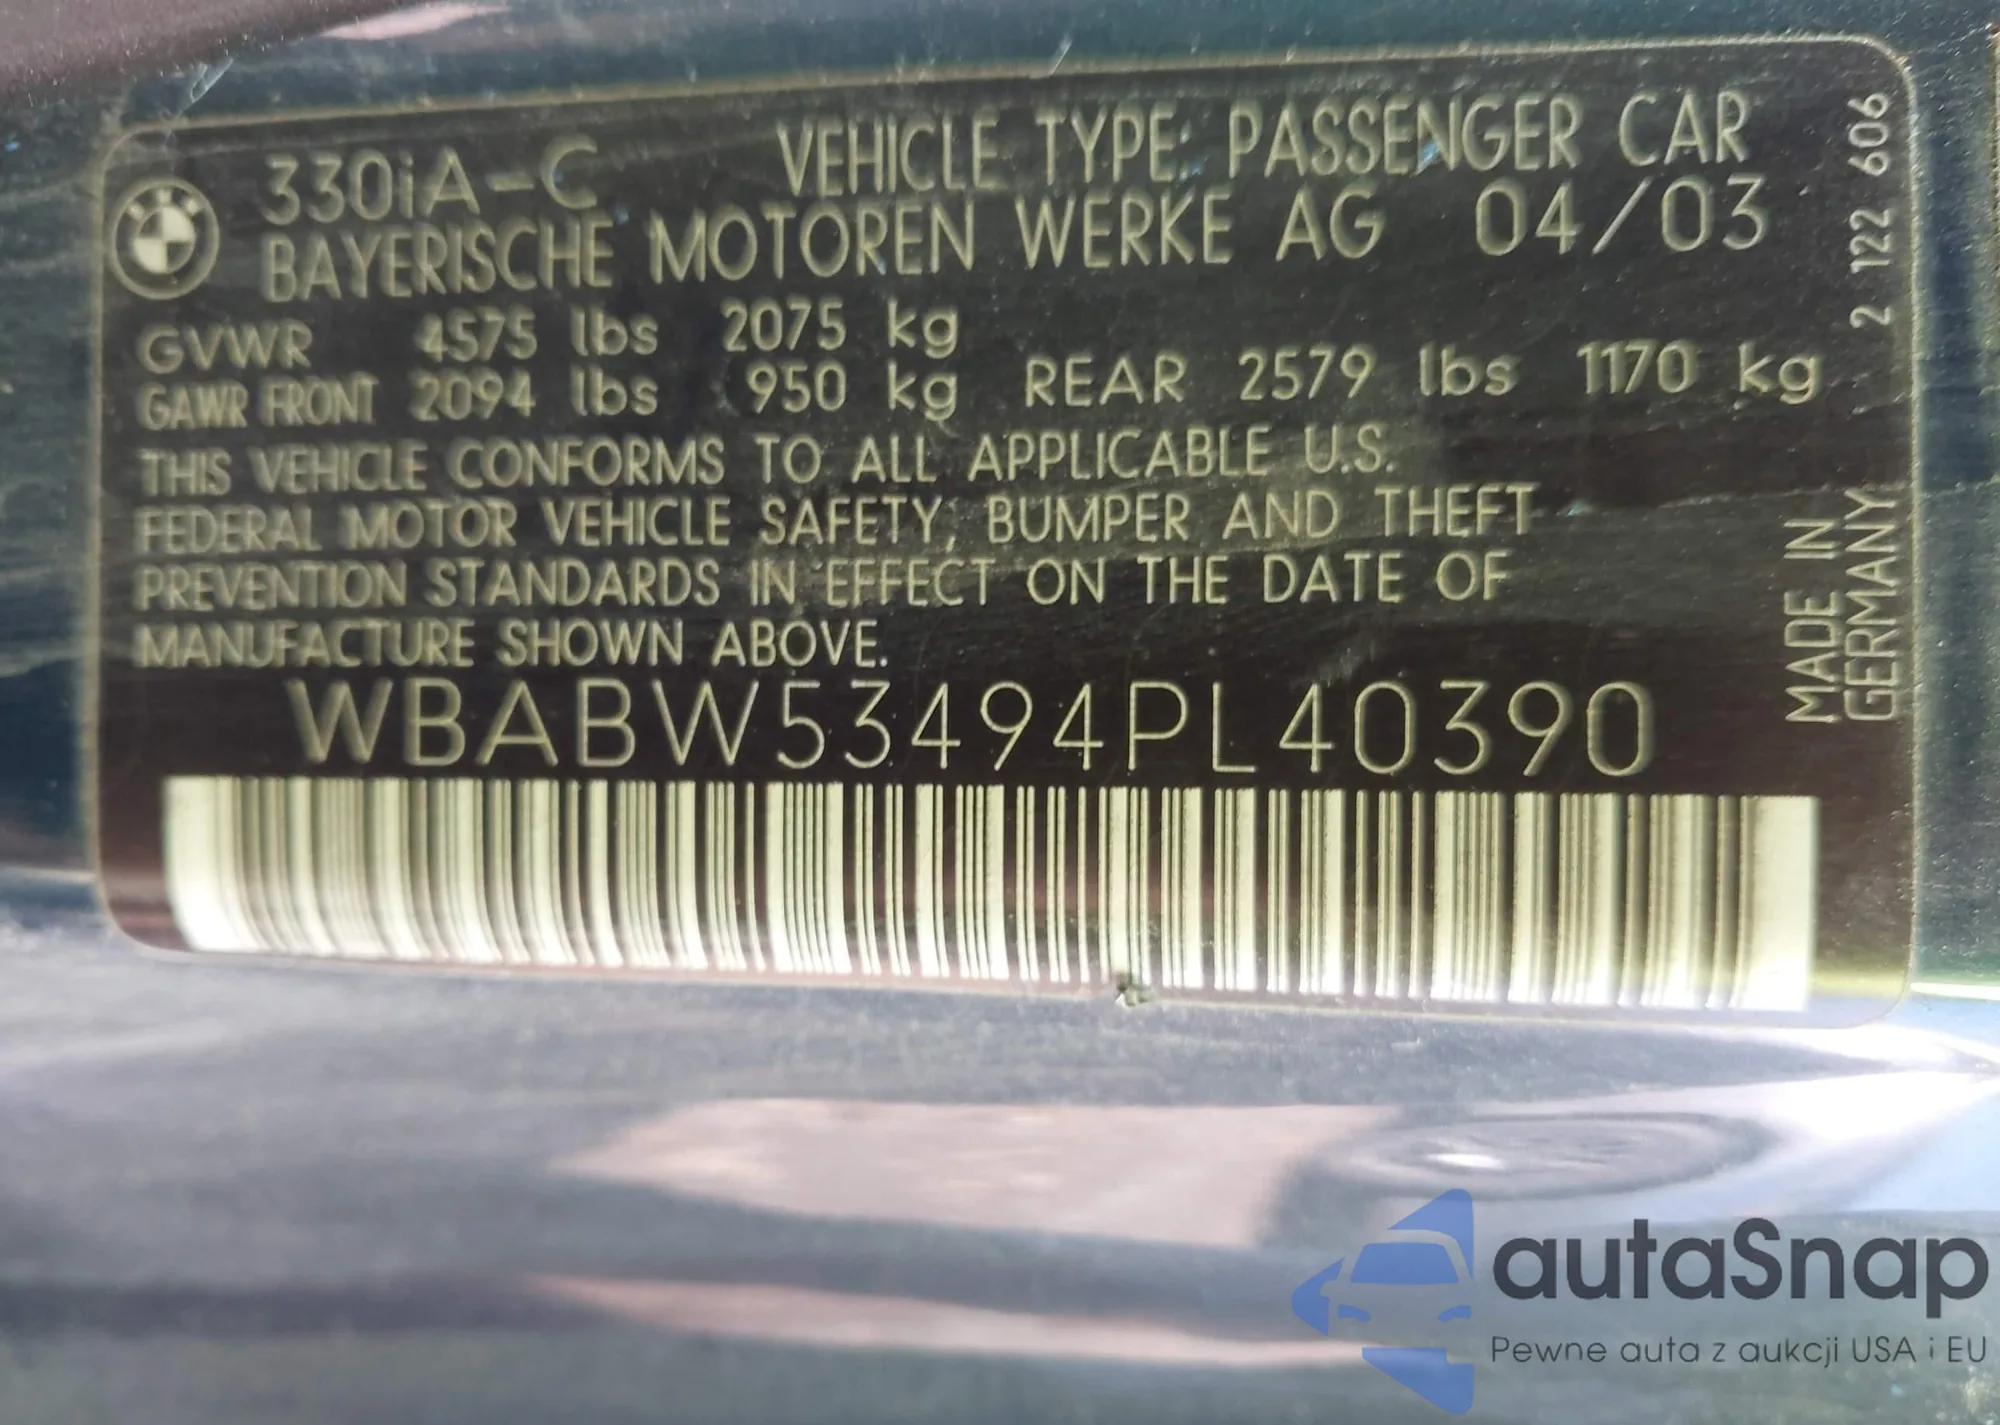 330iA-C VEHICLE TYPE: PASSENGER CAR
BAYERISCHE MOTOREN WERKE AG 04/03
GVWR 4575 lbs 2075 kg
GAWR FRONT 2094 lbs 950 kg REAR 2579 lbs 1170 kg
THIS VEHICLE CONFORMS TO ALL APPLICABLE U.S.
FEDERAL MOTOR VEHICLE SAFETY, BUMPER AND THEFT
PREVENTION STANDARDS IN EFFECT ON THE DATE OF
MANUFACTURE SHOWN ABOVE.
WBABW53494PL40390
2 122 606
MADE IN
GERMANY
autaSnap
Pewne auta z aukcji USA i EU